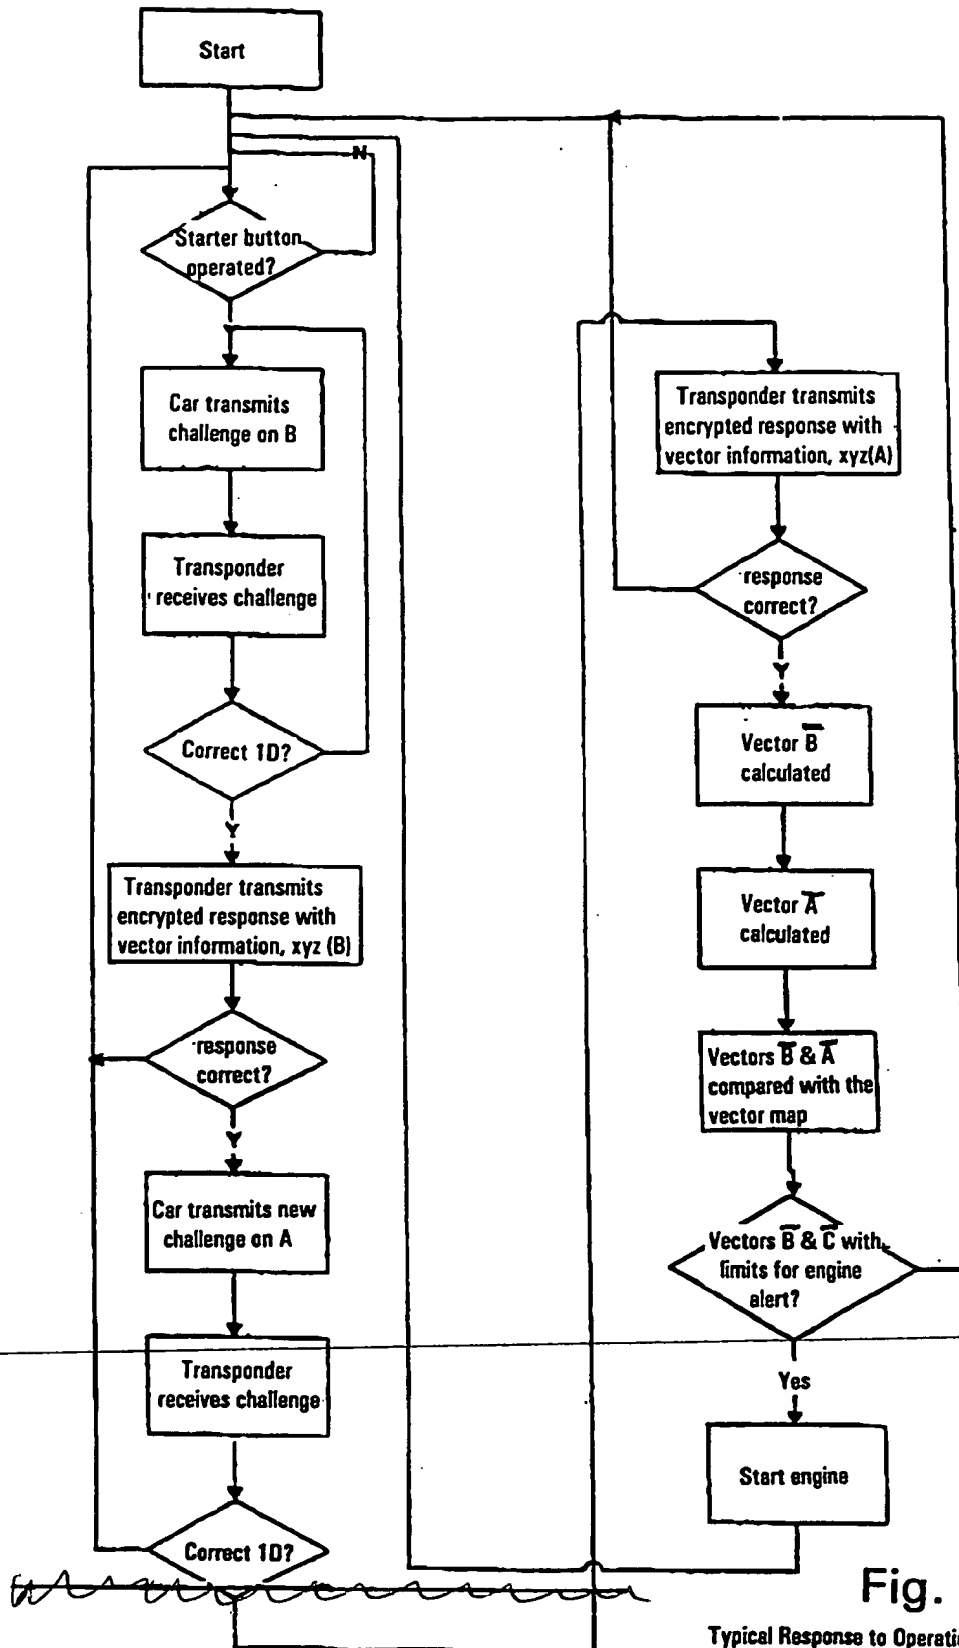 Start
N
Starter button
operated?
Car transmits
challenge on B
Transponder
receives challenge
Correct 1D?
Y
Transponder transmits
encrypted response with
vector information, xyz (B)
response
correct?
Y
Car transmits new
challenge on A
Transponder
receives challenge
Correct 1D?
Transponder transmits
encrypted response with
vector information, xyz(A)
response
correct?
Y
Vector B̅
calculated
Vector A̅
calculated
Vectors B̅ & A̅
compared with the
vector map
Vectors B̅ & C̅ with
limits for engine
alert?
Yes
Start engine
Fig.
Typical Response to Operati